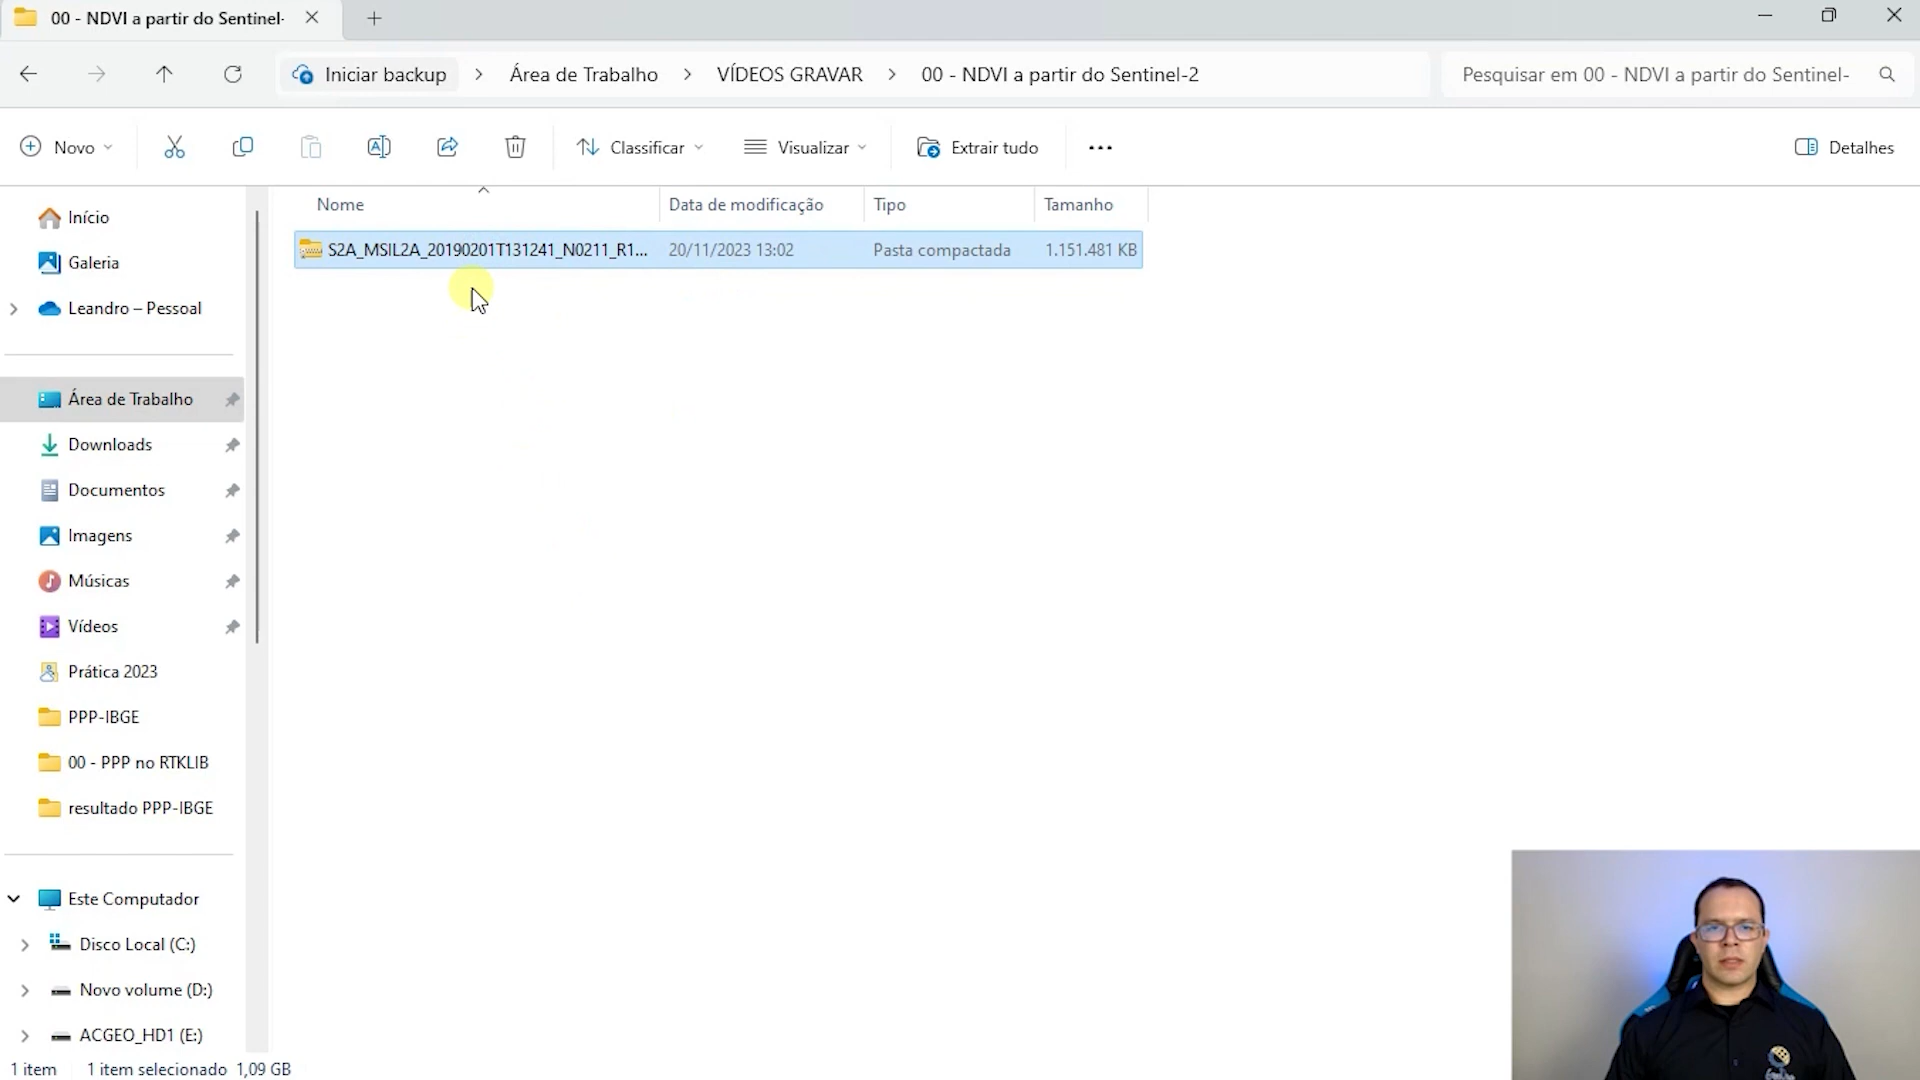 00 - NDVI a partir do Sentinel-
Iniciar backup > Área de Trabalho > VÍDEOS GRAVAR > 00 - NDVI a partir do Sentinel-2
Pesquisar em 00 - NDVI a partir do Sentinel-
Novo
Classificar
Visualizar
Extrair tudo
Detalhes
Nome
Data de modificação
Tipo
Tamanho
S2A_MSIL2A_20190201T131241_N0211_R1...
20/11/2023 13:02
Pasta compactada
1.151.481 KB
Início
Galeria
Leandro – Pessoal
Área de Trabalho
Downloads
Documentos
Imagens
Músicas
Vídeos
Prática 2023
PPP-IBGE
00 - PPP no RTKLIB
resultado PPP-IBGE
Este Computador
Disco Local (C:)
Novo volume (D:)
ACGEO_HD1 (E:)
1 item
1 item selecionado 1,09 GB